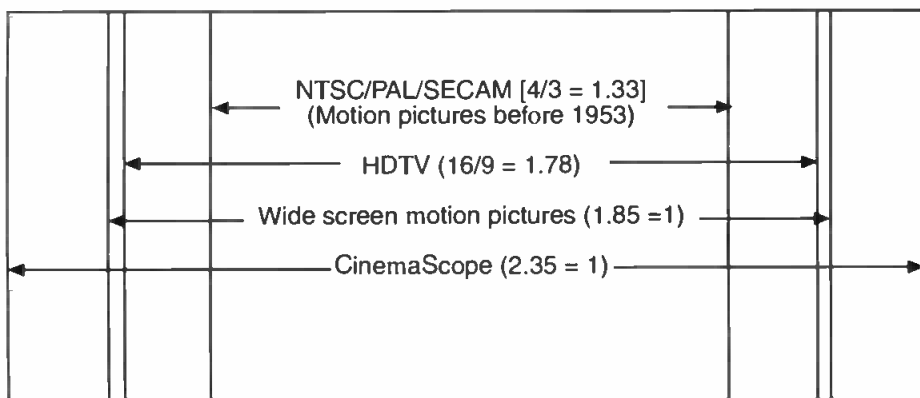 NTSC/PAL/SECAM [4/3 = 1.33]
(Motion pictures before 1953)
HDTV (16/9 = 1.78)
Wide screen motion pictures (1.85 =1)
CinemaScope (2.35 = 1)